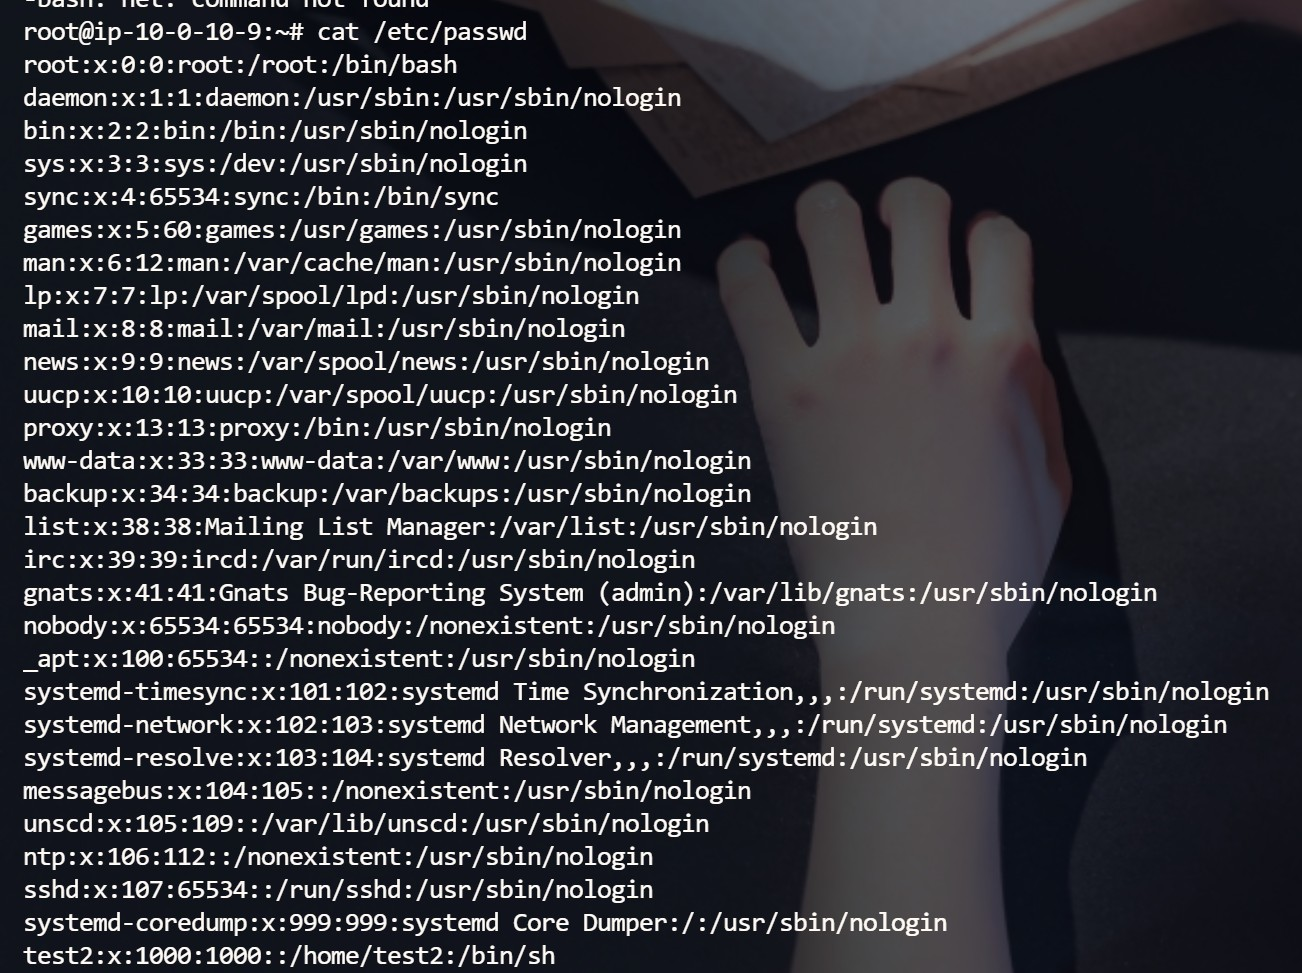 -bash: net: command not found
root@ip-10-0-10-9:~# cat /etc/passwd
root:x:0:0:root:/root:/bin/bash
daemon:x:1:1:daemon:/usr/sbin:/usr/sbin/nologin
bin:x:2:2:bin:/bin:/usr/sbin/nologin
sys:x:3:3:sys:/dev:/usr/sbin/nologin
sync:x:4:65534:sync:/bin:/bin/sync
games:x:5:60:games:/usr/games:/usr/sbin/nologin
man:x:6:12:man:/var/cache/man:/usr/sbin/nologin
lp:x:7:7:lp:/var/spool/lpd:/usr/sbin/nologin
mail:x:8:8:mail:/var/mail:/usr/sbin/nologin
news:x:9:9:news:/var/spool/news:/usr/sbin/nologin
uucp:x:10:10:uucp:/var/spool/uucp:/usr/sbin/nologin
proxy:x:13:13:proxy:/bin:/usr/sbin/nologin
www-data:x:33:33:www-data:/var/www:/usr/sbin/nologin
backup:x:34:34:backup:/var/backups:/usr/sbin/nologin
list:x:38:38:Mailing List Manager:/var/list:/usr/sbin/nologin
irc:x:39:39:ircd:/var/run/ircd:/usr/sbin/nologin
gnats:x:41:41:Gnats Bug-Reporting System (admin):/var/lib/gnats:/usr/sbin/nologin
nobody:x:65534:65534:nobody:/nonexistent:/usr/sbin/nologin
_apt:x:100:65534::/nonexistent:/usr/sbin/nologin
systemd-timesync:x:101:102:systemd Time Synchronization,,,:/run/systemd:/usr/sbin/nologin
systemd-network:x:102:103:systemd Network Management,,,:/run/systemd:/usr/sbin/nologin
systemd-resolve:x:103:104:systemd Resolver,,,:/run/systemd:/usr/sbin/nologin
messagebus:x:104:105::/nonexistent:/usr/sbin/nologin
unscd:x:105:109::/var/lib/unscd:/usr/sbin/nologin
ntp:x:106:112::/nonexistent:/usr/sbin/nologin
sshd:x:107:65534::/run/sshd:/usr/sbin/nologin
systemd-coredump:x:999:999:systemd Core Dumper:/:/usr/sbin/nologin
test2:x:1000:1000::/home/test2:/bin/sh